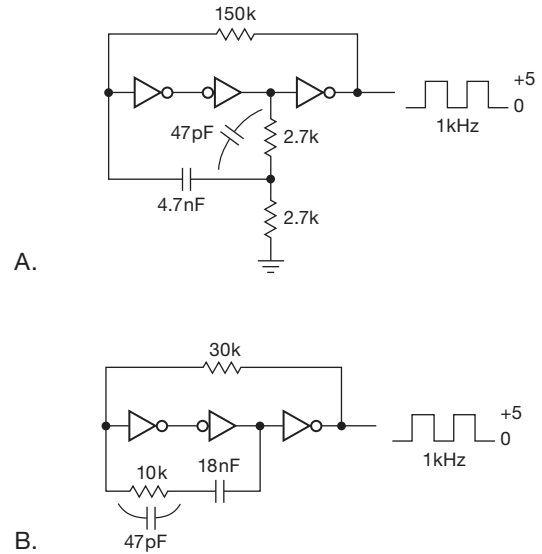 150k
+5
0
1kHz
47pF
2.7k
4.7nF
2.7k
A.
30k
+5
0
1kHz
10k
18nF
47pF
B.